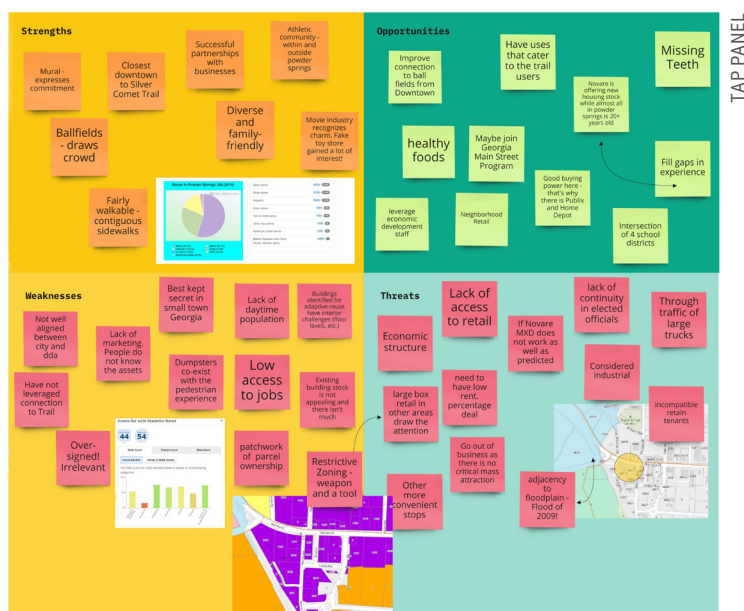 TAP PANEL
Strengths
Mural -
expresses
commitment
Closest
downtown
to Silver
Comet Trail
Successful
partnerships
with
businesses
Athletic
community -
within and
outside
powder
springs
Ballfields
- draws
crowd
Diverse
and
family-
friendly
Movie industry
recognizes
charm. Fake
toy store
gained a lot of
interest!
Fairly
walkable -
contiguous
sidewalks
Opportunities
Improve
connection
to ball
fields from
Downtown
Have uses
that cater
to the trail
users
Missing
Teeth
Novare is
offering new
housing stock
while almost all
in powder
springs is 20+
years old
healthy
foods
Maybe join
Georgia
Main Street
Program
Good buying
power here -
that's why
there is Publix
and Home
Depot
Fill gaps in
experience
leverage
economic
development
staff
Neighborhood
Retail
Intersection
of 4 school
districts
Weaknesses
Not well
aligned
between
city and
dda
Lack of
marketing.
People do
not know
the assets
Best kept
secret in
small town
Georgia
Lack of
daytime
population
Buildings
identified for
adaptive-reuse
have interior
challenges (floor
levels, etc.)
Have not
leveraged
connection
to Trail
Dumpsters
co-exist
with the
pedestrian
experience
Low
access
to jobs
Existing
building stock
is not
appealing and
there isn't
much
Over-
signed!
Irrelevant
44 54
patchwork
of parcel
ownership
Restrictive
Zoning -
weapon
and a tool
Threats
Economic
structure
Lack of
access
to retail
If Novare
MXD does
not work as
well as
predicted
lack of
continuity
in elected
officials
Through
traffic of
large
trucks
large box
retail in
other areas
draw the
attention
need to
have low
rent.
percentage
deal
Considered
industrial
incompatible
retain
tenants
Go out of
business as
there is no
critical mass
attraction
Other
more
convenient
stops
adjacency
to
floodplain -
Flood of
2009!